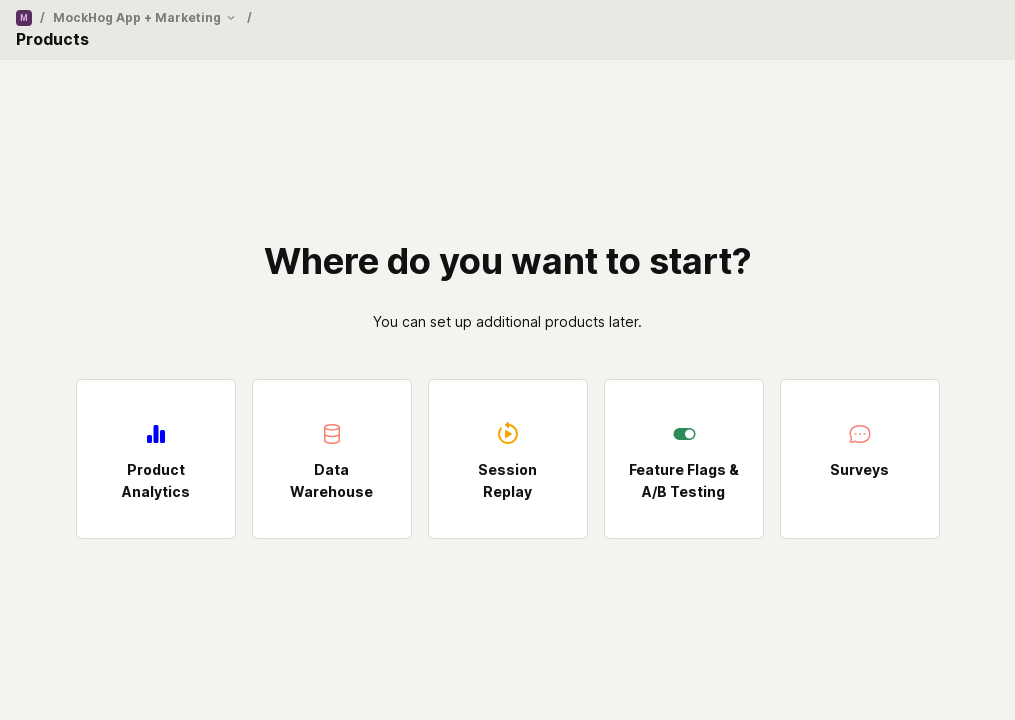 M / MockHog App + Marketing /
Products
Where do you want to start?
You can set up additional products later.
Product
Analytics
Data
Warehouse
Session
Replay
Feature Flags &
A/B Testing
Surveys